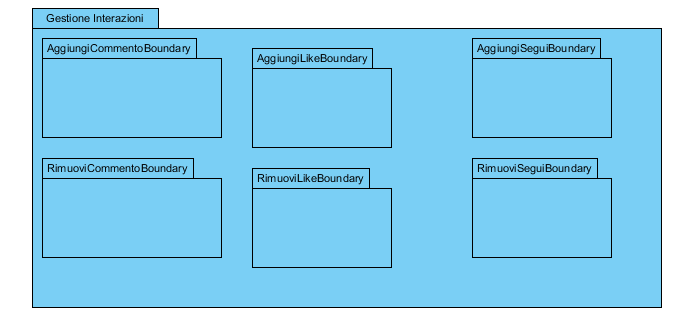 Gestione Interazioni
AggiungiCommentoBoundary
AggiungiLikeBoundary
AggiungiSeguiBoundary
RimuoviCommentoBoundary
RimuoviLikeBoundary
RimuoviSeguiBoundary